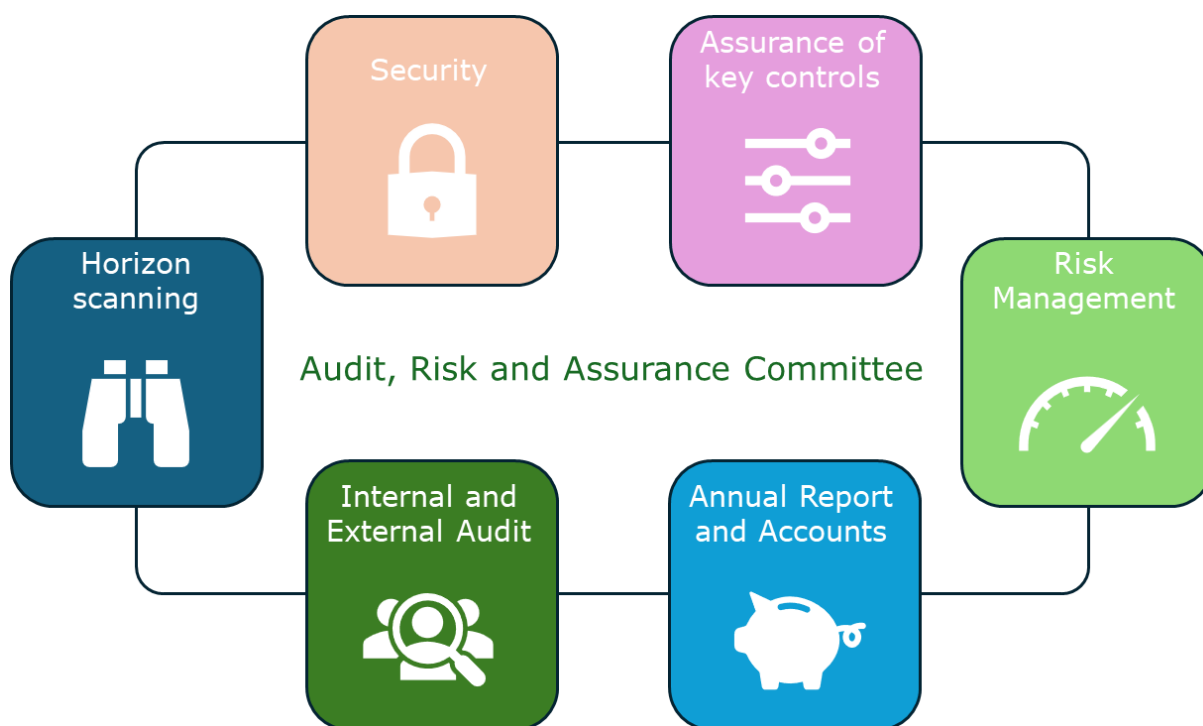 Security
Assurance of
key controls
Horizon
scanning
Risk
Management
Audit, Risk and Assurance Committee
Internal and
External Audit
Annual Report
and Accounts